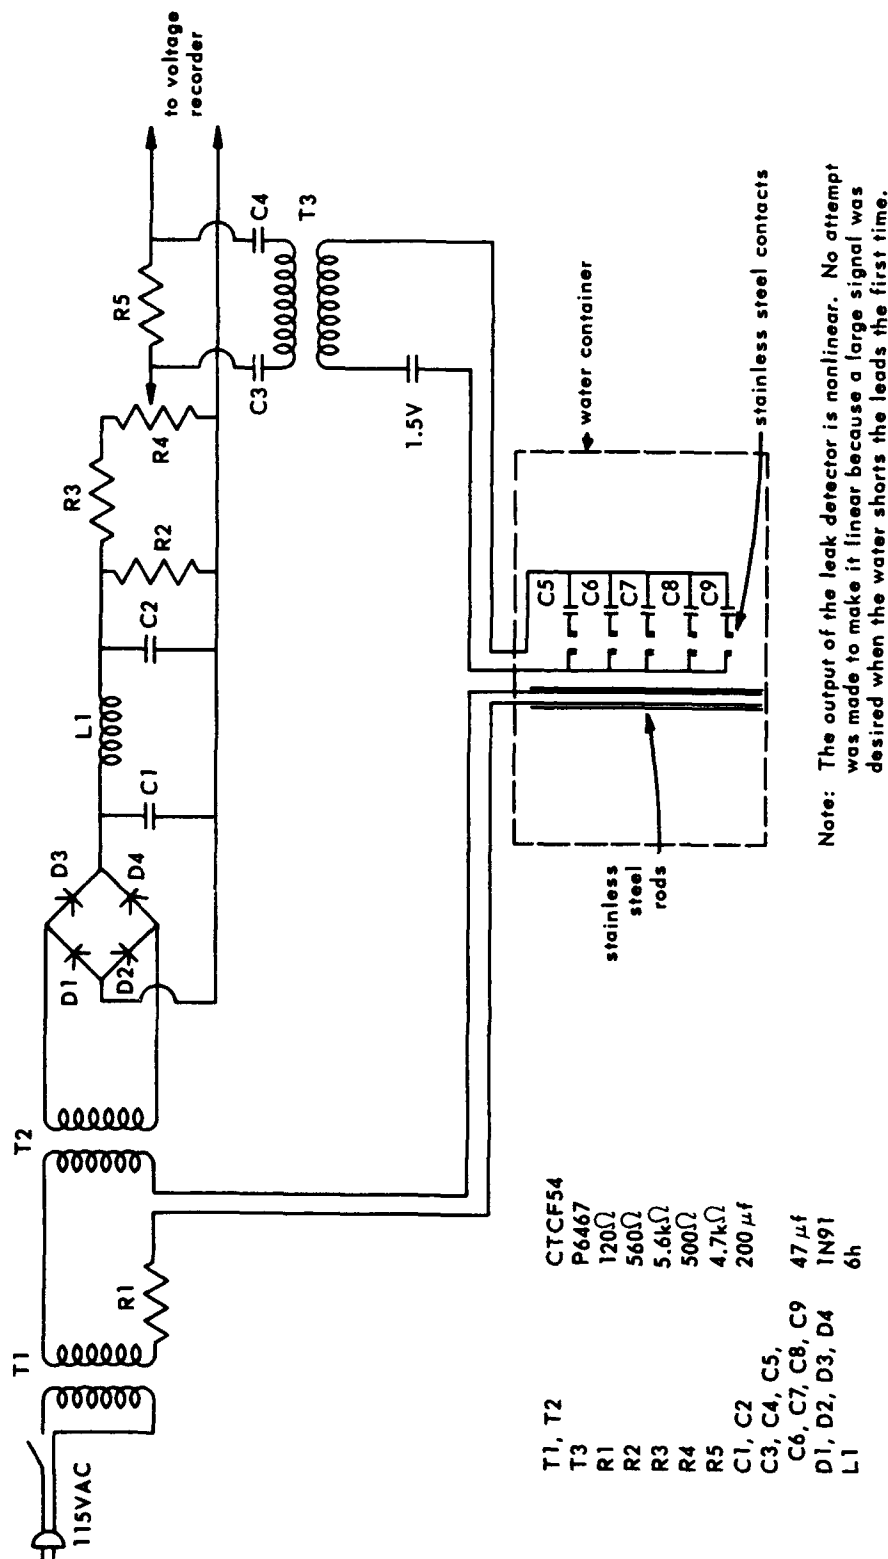 115VAC
T1
R1
T2
D1
D2
D3
D4
C1
L1
C2
R2
R3
R4
R5
C3
C4
T3
to voltage
recorder
1.5V
water container
C5
C6
C7
C8
C9
stainless steel contacts
stainless
steel
rods
T1, T2 CTCF54
T3 P6467
R1 120Ω
R2 560Ω
R3 5.6kΩ
R4 500Ω
R5 4.7kΩ
C1, C2 200 μf
C3, C4, C5,
C6, C7, C8, C9 47 μf
D1, D2, D3, D4 1N91
L1 6h
Note: The output of the leak detector is nonlinear. No attempt
was made to make it linear because a large signal was
desired when the water shorts the leads the first time.